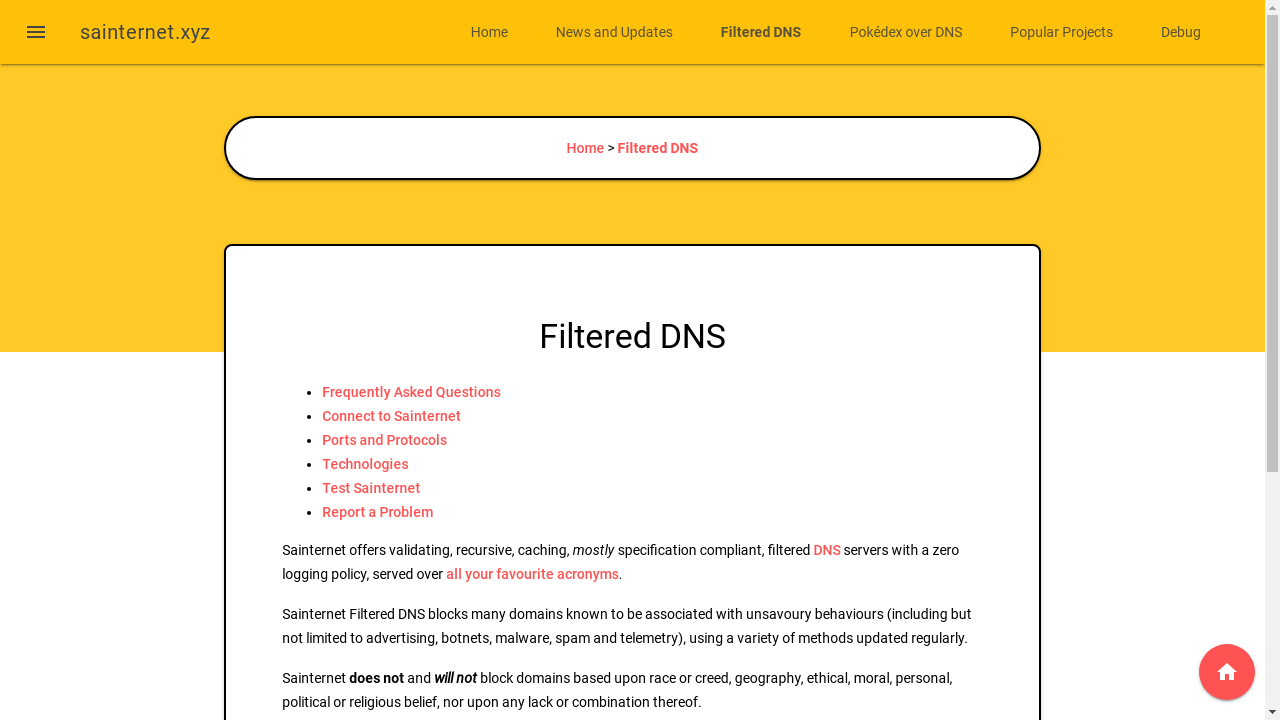 sainternet.xyz
Home
News and Updates
Filtered DNS
Pokédex over DNS
Popular Projects
Debug
Home > Filtered DNS
Filtered DNS
Frequently Asked Questions
Connect to Sainternet
Ports and Protocols
Technologies
Test Sainternet
Report a Problem
Sainternet offers validating, recursive, caching, mostly specification compliant, filtered DNS servers with a zero
logging policy, served over all your favourite acronyms.
Sainternet Filtered DNS blocks many domains known to be associated with unsavoury behaviours (including but
not limited to advertising, botnets, malware, spam and telemetry), using a variety of methods updated regularly.
Sainternet does not and will not block domains based upon race or creed, geography, ethical, moral, personal,
political or religious belief, nor upon any lack or combination thereof.